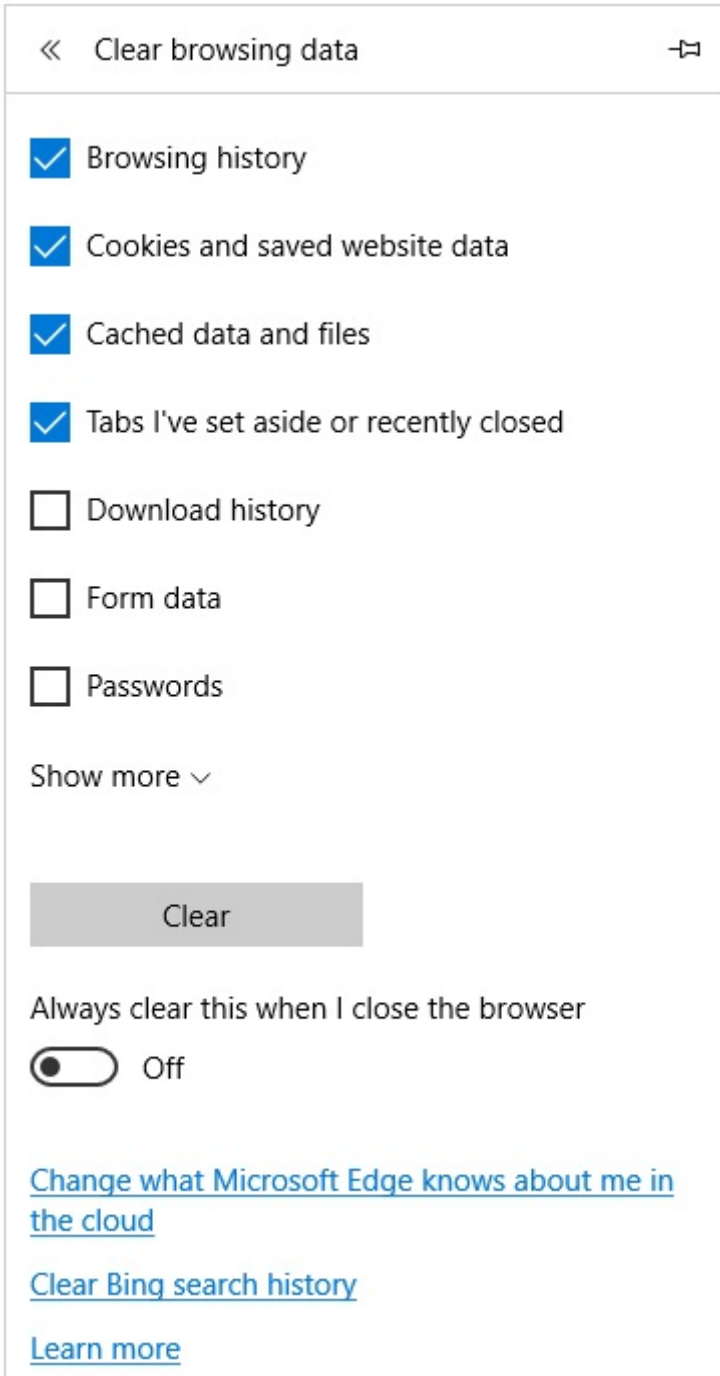 Clear browsing data
Browsing history
Cookies and saved website data
Cached data and files
Tabs I've set aside or recently closed
Download history
Form data
Passwords
Show more
Clear
Always clear this when I close the browser
Off
Change what Microsoft Edge knows about me in
the cloud
Clear Bing search history
Learn more